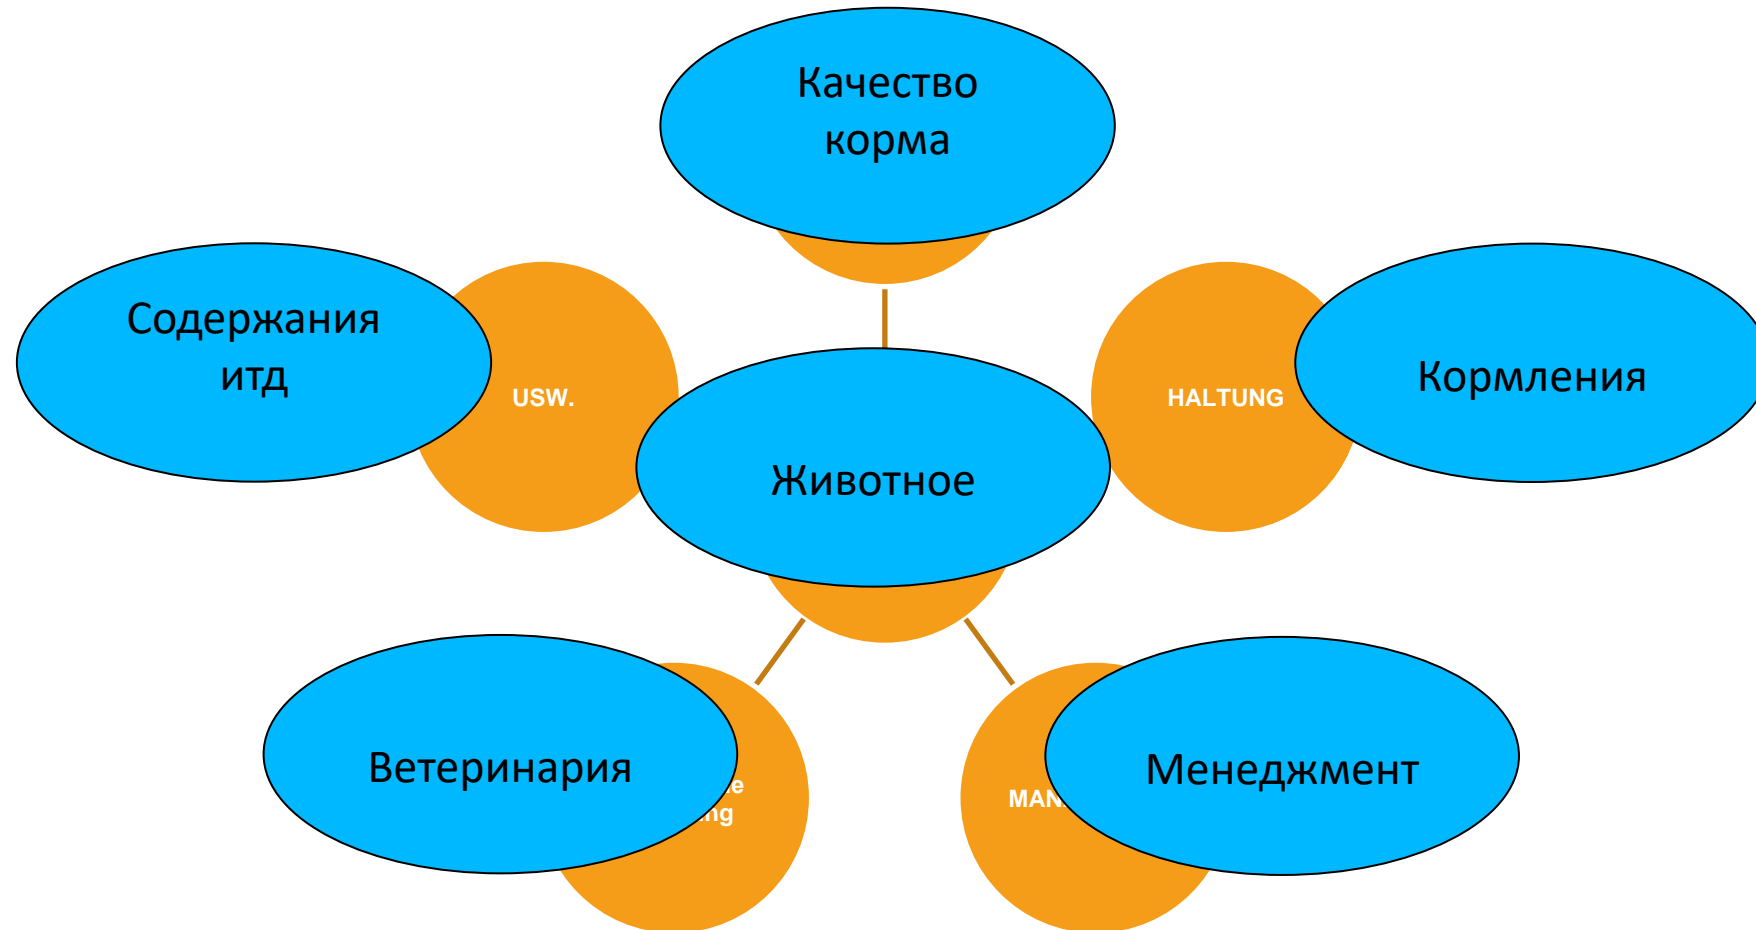 Качество
корма
Содержания
итд
USW.
HALTUNG
Кормления
Животное
Ветеринария
Менеджмент